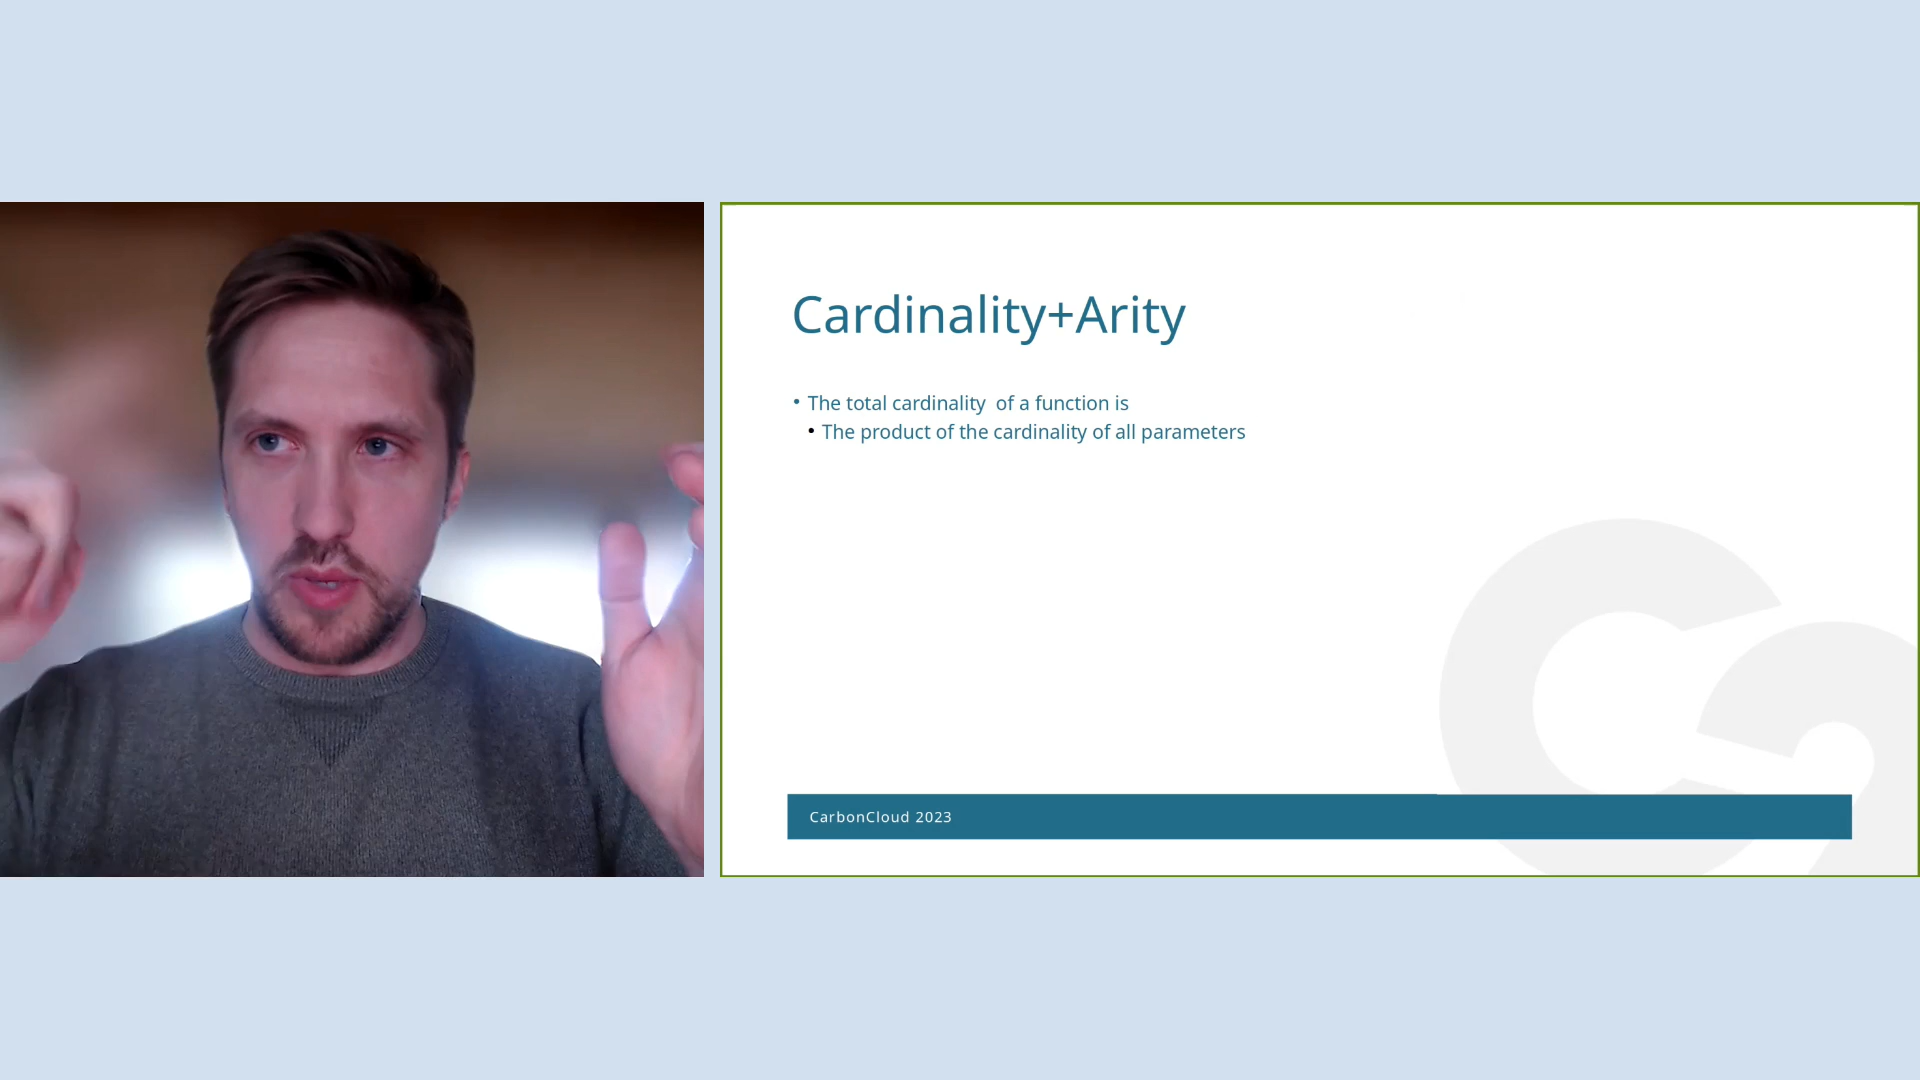 Cardinality+Arity
• The total cardinality  of a function is
• The product of the cardinality of all parameters
CarbonCloud 2023